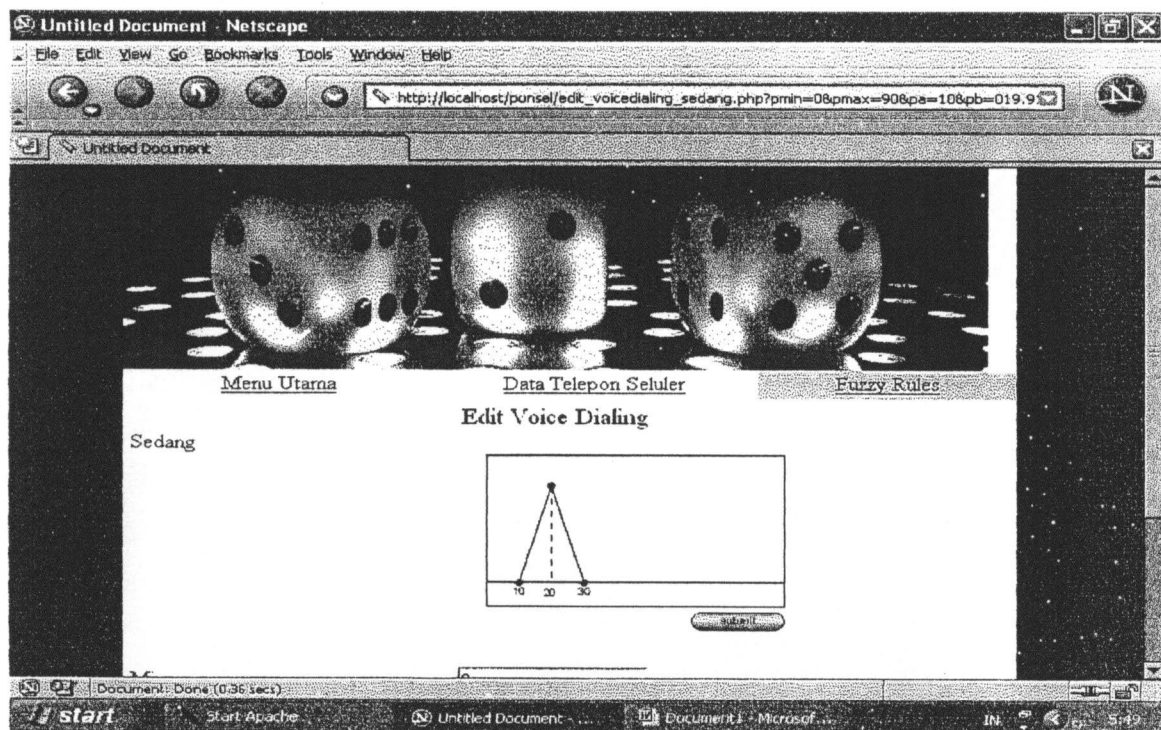 Untitled Document - Netscape
File Edit View Go Bookmarks Tools Window Help
http://localhost/punsel/edit_voicedialing_sedang.php?pmin=0&pmax=90&pa=10&pb=019.9
Untitled Document
Menu Utama Data Telepon Seluler Fuzzy Rules
Edit Voice Dialing
Sedang
10 20 30
submit
Document: Done (0.36 secs)
start Start Apache Untitled Document - ... Document1 - Microsof... IN 5:49